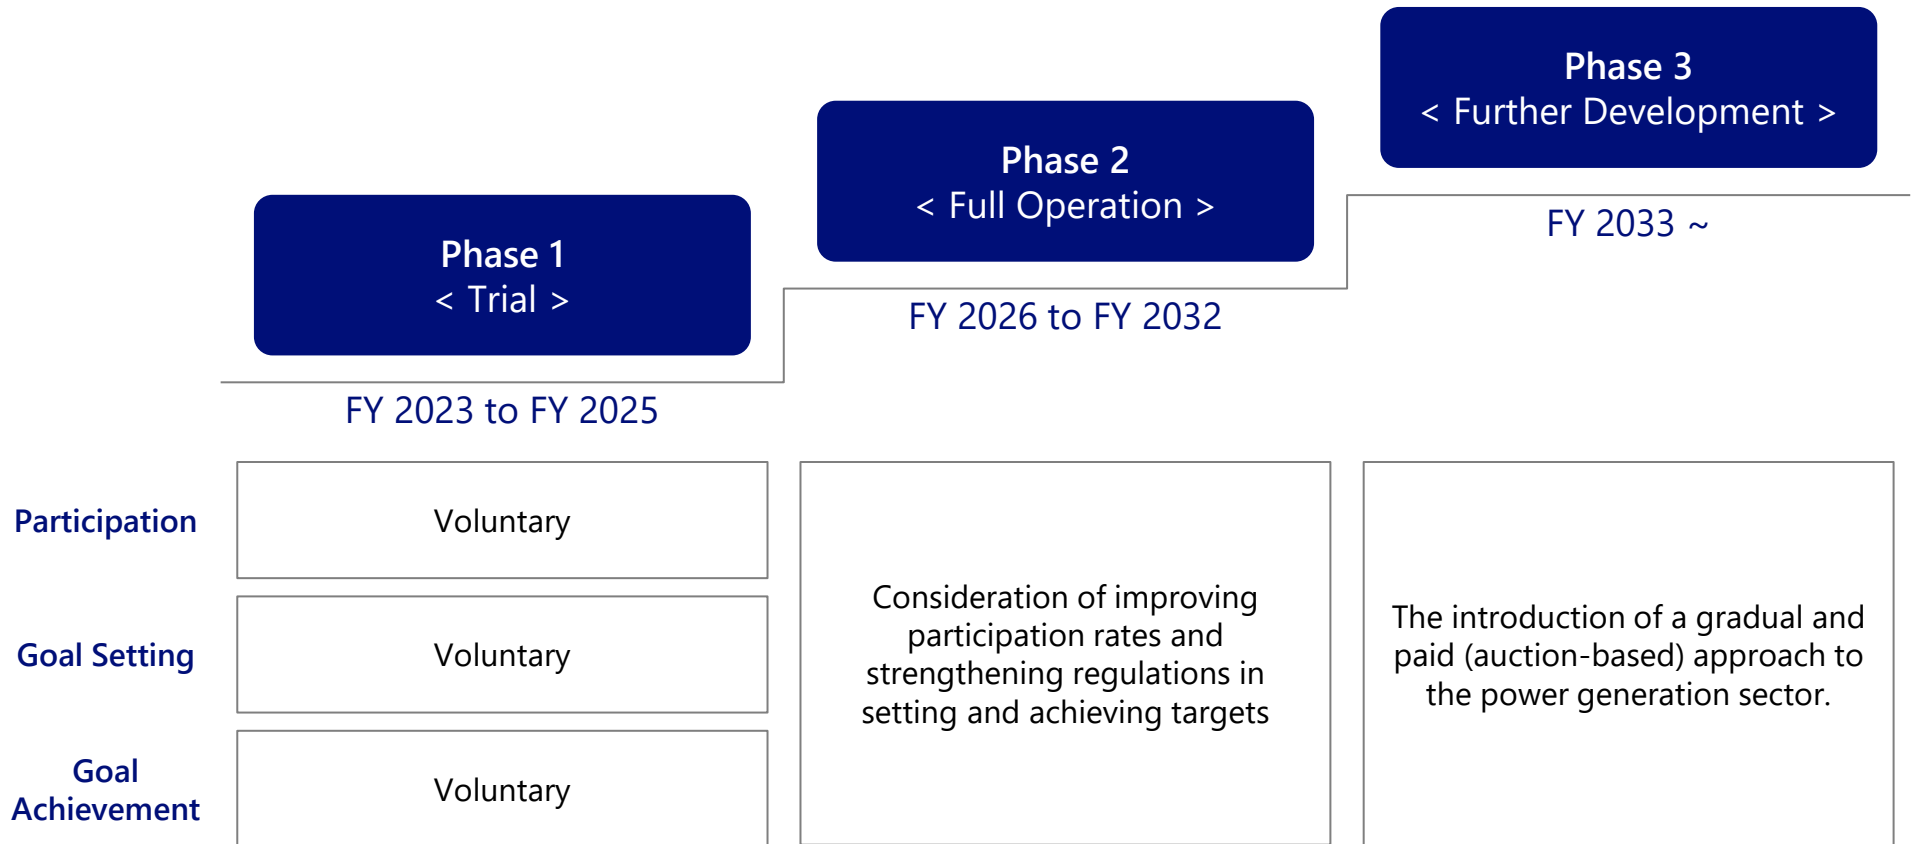 Phase 1
< Trial >
FY 2023 to FY 2025
Phase 2
< Full Operation >
FY 2026 to FY 2032
Phase 3
< Further Development >
FY 2033 ~
Participation
Voluntary
Goal Setting
Voluntary
Goal
Achievement
Voluntary
Consideration of improving
participation rates and
strengthening regulations in
setting and achieving targets
The introduction of a gradual and
paid (auction-based) approach to
the power generation sector.